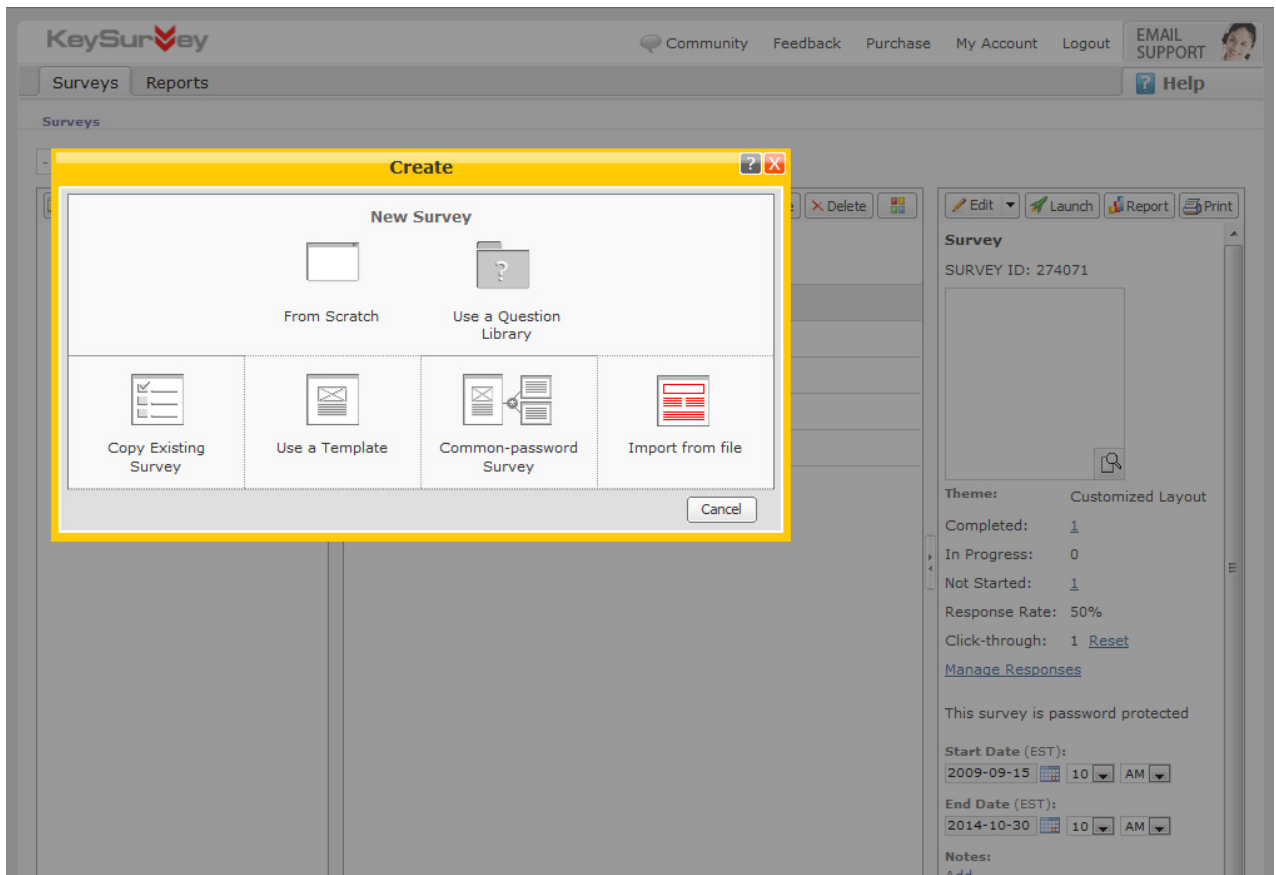 KeySurvey
Community Feedback Purchase My Account Logout
EMAIL
SUPPORT
Surveys Reports
? Help
Surveys
Create
? X
New Survey
?
From Scratch
Use a Question
Library
Copy Existing
Survey
Use a Template
Common-password
Survey
Import from file
Cancel
Delete
Edit Launch Report Print
Survey
SURVEY ID: 274071
Theme: Customized Layout
Completed: 1
In Progress: 0
Not Started: 1
Response Rate: 50%
Click-through: 1 Reset
Manage Responses
This survey is password protected
Start Date (EST):
2009-09-15 10 AM
End Date (EST):
2014-10-30 10 AM
Notes:
Add